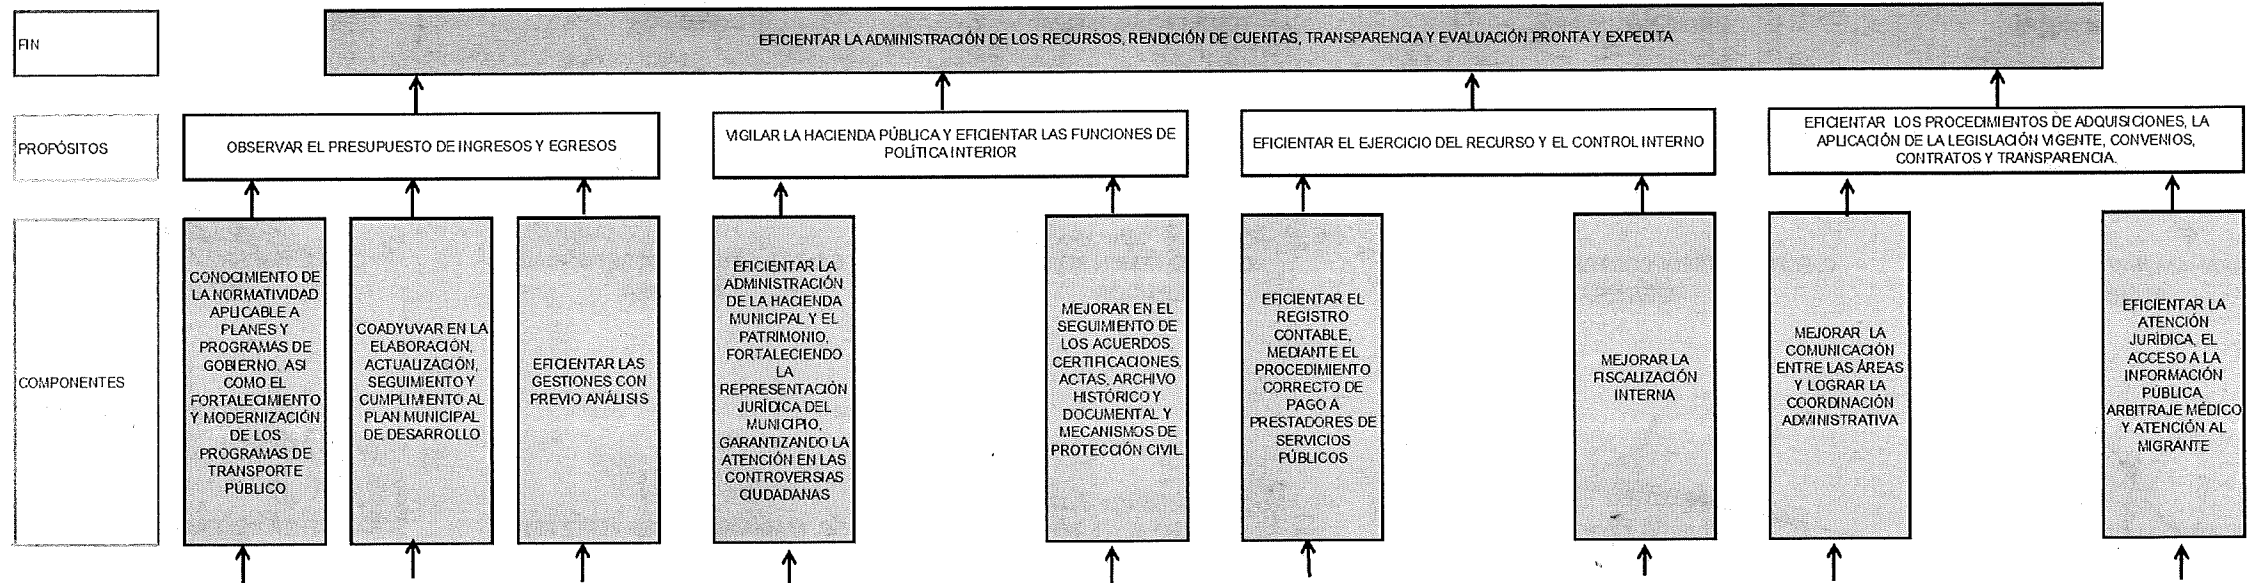 FIN
EFICIENTAR LA ADMINISTRACIÓN DE LOS RECURSOS, RENDICIÓN DE CUENTAS, TRANSPARENCIA Y EVALUACIÓN PRONTA Y EXPEDITA
PROPÓSITOS
OBSERVAR EL PRESUPUESTO DE INGRESOS Y EGRESOS
VIGILAR LA HACIENDA PÚBLICA Y EFICIENTAR LAS FUNCIONES DE
POLÍTICA INTERIOR
EFICIENTAR EL EJERCICIO DEL RECURSO Y EL CONTROL INTERNO
EFICIENTAR LOS PROCEDIMIENTOS DE ADQUISICIONES, LA
APLICACIÓN DE LA LEGISLACIÓN VIGENTE, CONVENIOS,
CONTRATOS Y TRANSPARENCIA.
COMPONENTES
CONOCIMIENTO DE
LA NORMATIVIDAD
APLICABLE A
PLANES Y
PROGRAMAS DE
GOBIERNO, ASI
COMO EL
FORTALECIMIENTO
Y MODERNIZACIÓN
DE LOS
PROGRAMAS DE
TRANSPORTE
PÚBLICO
COADYUVAR EN LA
ELABORACIÓN,
ACTUALIZACIÓN,
SEGUIMIENTO Y
CUMPLIMIENTO AL
PLAN MUNICIPAL
DE DESARROLLO
EFICIENTAR LAS
GESTIONES CON
PREVIO ANÁLISIS
EFICIENTAR LA
ADMINISTRACIÓN
DE LA HACIENDA
MUNICIPAL Y EL
PATRIMONIO,
FORTALECIENDO
LA
REPRESENTACIÓN
JURÍDICA DEL
MUNICIPIO,
GARANTIZANDO LA
ATENCIÓN EN LAS
CONTROVERSIAS
CIUDADANAS
MEJORAR EN EL
SEGUIMIENTO DE
LOS ACUERDOS,
CERTIFICACIONES,
ACTAS, ARCHIVO
HISTÓRICO Y
DOCUMENTAL Y
MECANISMOS DE
PROTECCIÓN CIVIL.
EFICIENTAR EL
REGISTRO
CONTABLE,
MEDIANTE EL
PROCEDIMIENTO
CORRECTO DE
PAGO A
PRESTADORES DE
SERVICIOS
PÚBLICOS
MEJORAR LA
FISCALIZACIÓN
INTERNA
MEJORAR LA
COMUNICACIÓN
ENTRE LAS ÁREAS
Y LOGRAR LA
COORDINACIÓN
ADMINISTRATIVA
EFICIENTAR LA
ATENCIÓN
JURÍDICA, EL
ACCESO A LA
INFORMACIÓN
PÚBLICA,
ARBITRAJE MÉDICO
Y ATENCIÓN AL
MIGRANTE